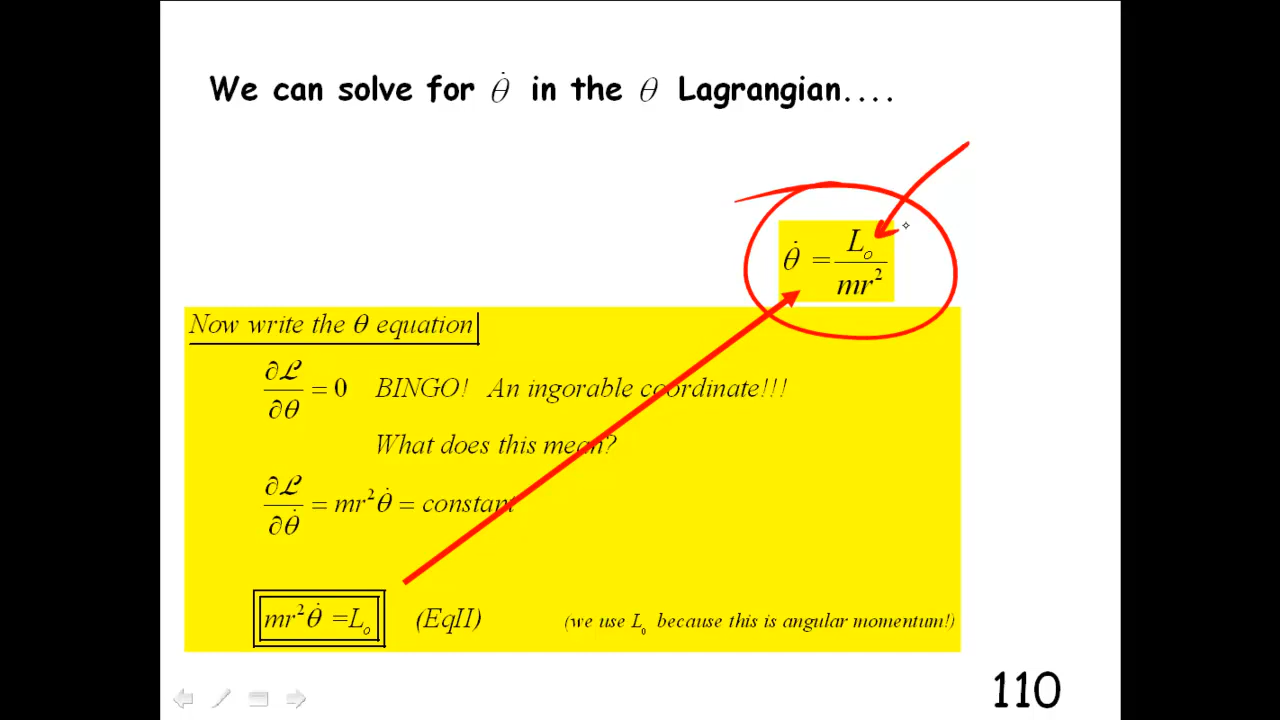 We can solve for θ̇ in the θ Lagrangian....
θ̇ = L₀/mr²
Now write the θ equation
∂ℒ/∂θ = 0 BINGO! An ingorable coordinate!!!
What does this mean?
∂ℒ/∂θ̇ = mr²θ̇ = constant
mr²θ̇ =L₀ (EqII) (we use L₀ because this is angular momentum!)
110